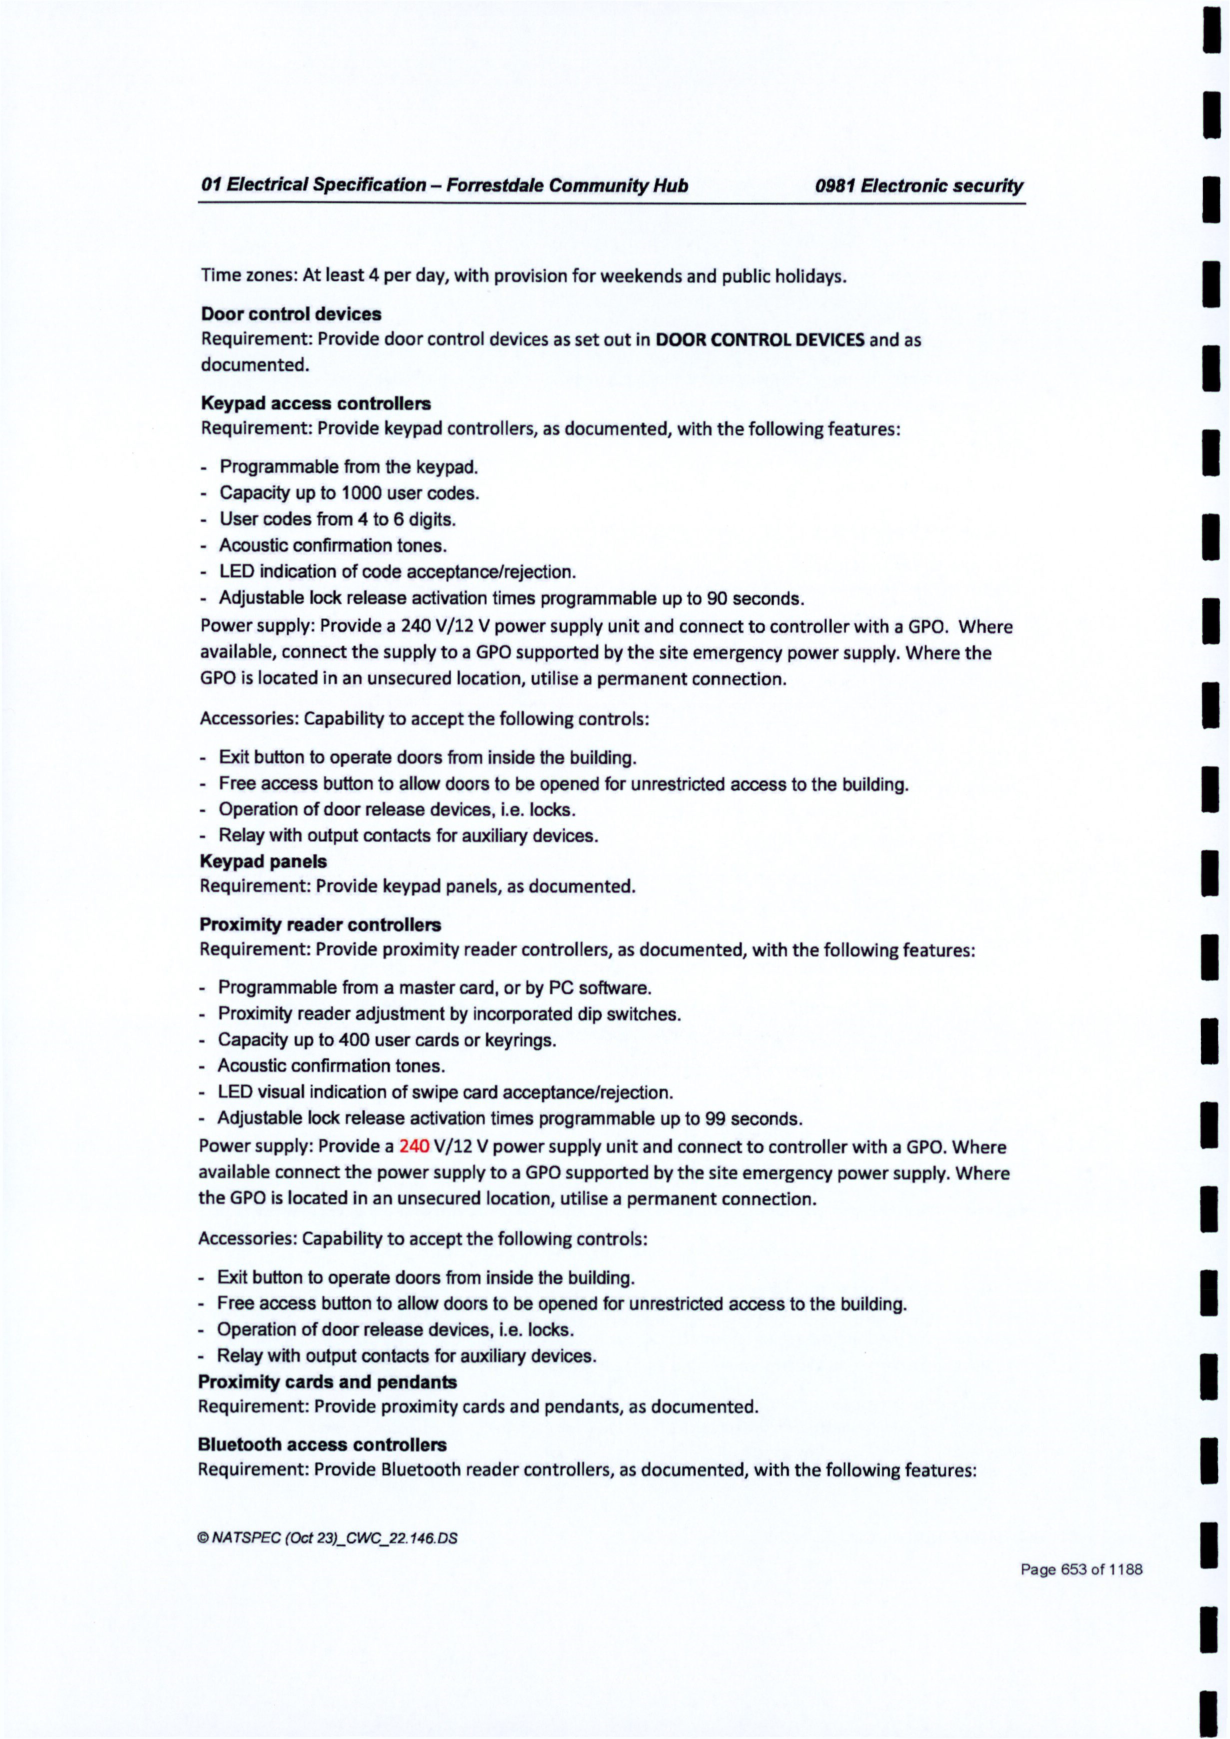 01 Electrical Specification – Forrestdale Community Hub 0981 Electronic security
Time zones: At least 4 per day, with provision for weekends and public holidays.
Door control devices
Requirement: Provide door control devices as set out in DOOR CONTROL DEVICES and as
documented.
Keypad access controllers
Requirement: Provide keypad controllers, as documented, with the following features:
- Programmable from the keypad.
- Capacity up to 1000 user codes.
- User codes from 4 to 6 digits.
- Acoustic confirmation tones.
- LED indication of code acceptance/rejection.
- Adjustable lock release activation times programmable up to 90 seconds.
Power supply: Provide a 240 V/12 V power supply unit and connect to controller with a GPO. Where
available, connect the supply to a GPO supported by the site emergency power supply. Where the
GPO is located in an unsecured location, utilise a permanent connection.
Accessories: Capability to accept the following controls:
- Exit button to operate doors from inside the building.
- Free access button to allow doors to be opened for unrestricted access to the building.
- Operation of door release devices, i.e. locks.
- Relay with output contacts for auxiliary devices.
Keypad panels
Requirement: Provide keypad panels, as documented.
Proximity reader controllers
Requirement: Provide proximity reader controllers, as documented, with the following features:
- Programmable from a master card, or by PC software.
- Proximity reader adjustment by incorporated dip switches.
- Capacity up to 400 user cards or keyrings.
- Acoustic confirmation tones.
- LED visual indication of swipe card acceptance/rejection.
- Adjustable lock release activation times programmable up to 99 seconds.
Power supply: Provide a 240 V/12 V power supply unit and connect to controller with a GPO. Where
available connect the power supply to a GPO supported by the site emergency power supply. Where
the GPO is located in an unsecured location, utilise a permanent connection.
Accessories: Capability to accept the following controls:
- Exit button to operate doors from inside the building.
- Free access button to allow doors to be opened for unrestricted access to the building.
- Operation of door release devices, i.e. locks.
- Relay with output contacts for auxiliary devices.
Proximity cards and pendants
Requirement: Provide proximity cards and pendants, as documented.
Bluetooth access controllers
Requirement: Provide Bluetooth reader controllers, as documented, with the following features:
© NATSPEC (Oct 23)_CWC_22.146.DS
Page 653 of 1188